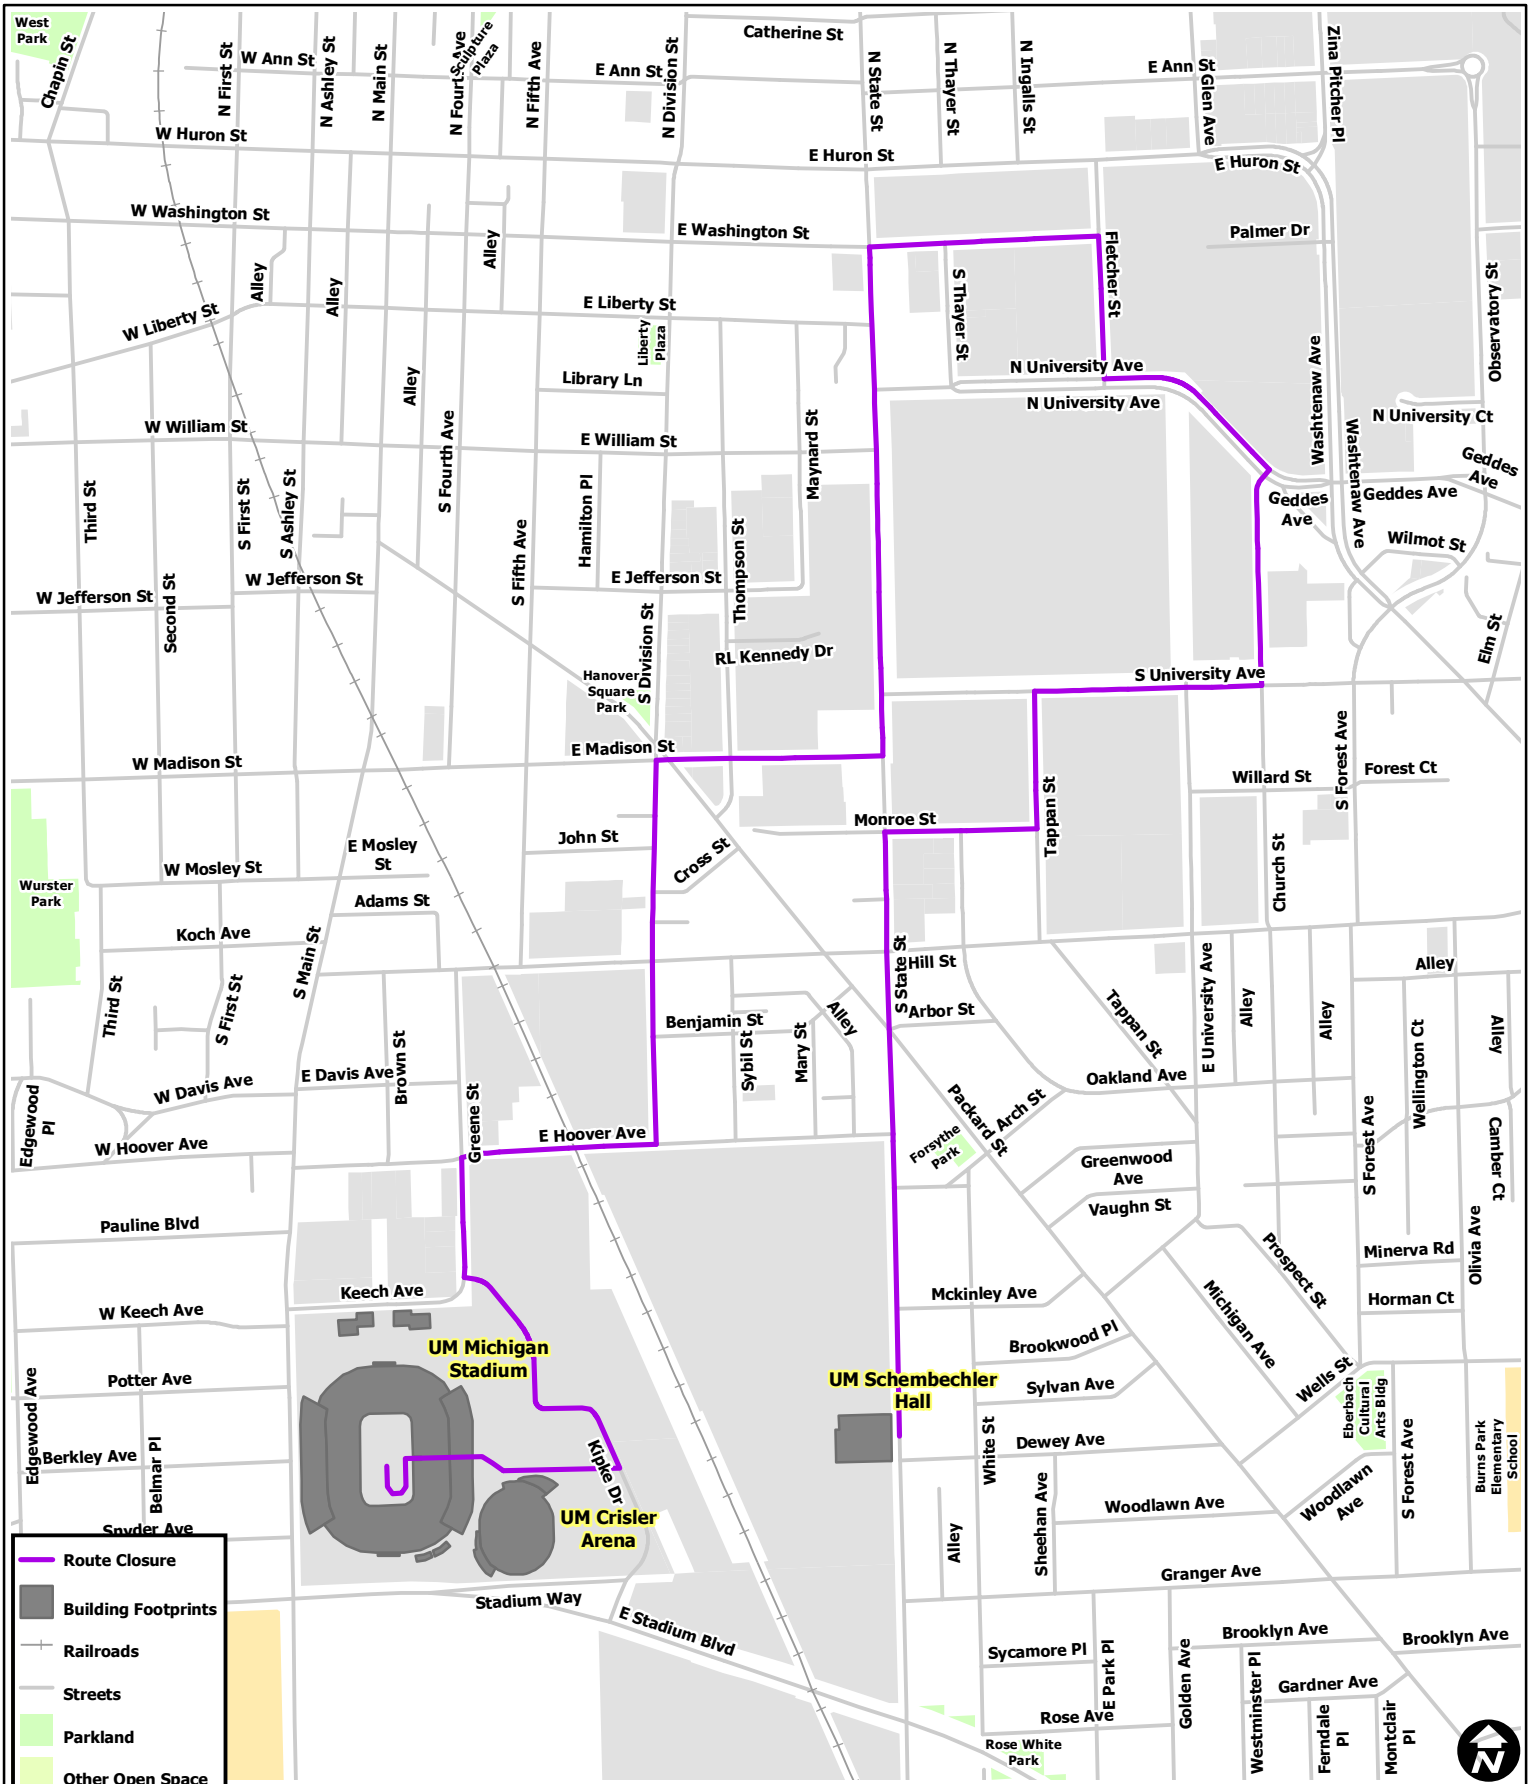 West
Park
Chapin St
W Ann St
N First St
N Ashley St
N Main St
N Fourth Ave
Sculpture
Plaza
N Fifth Ave
E Ann St
N Division St
Catherine St
N State St
N Thayer St
N Ingalls St
E Ann St
Glen Ave
Zina Pitcher Pl
W Huron St
E Huron St
E Huron St
W Washington St
E Washington St
Palmer Dr
Alley
Alley
Alley
Alley
Fletcher St
S Thayer St
Observatory St
W Liberty St
E Liberty St
Liberty
Plaza
Library Ln
N University Ave
N University Ave
Washtenaw Ave
Washtenaw Ave
N University Ct
W William St
E William St
Maynard St
S Fourth Ave
Geddes
Ave
Geddes Ave
Geddes
Ave
Third St
S First St
S Ashley St
Hamilton Pl
S Fifth Ave
Thompson St
Wilmot St
W Jefferson St
W Jefferson St
E Jefferson St
Second St
S Division St
RL Kennedy Dr
Elm St
Hanover
Square
Park
S University Ave
E Madison St
W Madison St
Willard St
S Forest Ave
Forest Ct
Tappan St
Monroe St
John St
Cross St
E Mosley
St
W Mosley St
Church St
Wurster
Park
Adams St
Koch Ave
S Main St
S State St
Hill St
Alley
Third St
S First St
Arbor St
Tappan St
E University Ave
Alley
Alley
Alley
Benjamin St
Sybil St
Mary St
Alley
Wellington Ct
Brown St
E Davis Ave
W Davis Ave
Oakland Ave
Edgewood
Pl
Greene St
Packard St
Arch St
S Forest Ave
Camber Ct
W Hoover Ave
E Hoover Ave
Forsythe
Park
Greenwood
Ave
Vaughn St
Pauline Blvd
Prospect St
Minerva Rd
Olivia Ave
Keech Ave
W Keech Ave
Mckinley Ave
Michigan Ave
Horman Ct
UM Michigan
Stadium
Brookwood Pl
Potter Ave
UM Schembechler
Hall
Sylvan Ave
Wells St
Eberbach
Cultural
Arts Bldg
Edgewood Ave
Berkley Ave
Belmar Pl
Kipke Dr
White St
Dewey Ave
S Forest Ave
Burns Park
Elementary
School
Woodlawn
Ave
Sheehan Ave
Woodlawn Ave
UM Crisler
Arena
Alley
Snyder Ave
Granger Ave
Stadium Way
E Stadium Blvd
Sycamore Pl
E Park Pl
Golden Ave
Brooklyn Ave
Brooklyn Ave
Westminster Pl
Gardner Ave
Rose Ave
Ferndale
Pl
Montclair
Pl
Rose White
Park
Route Closure
Building Footprints
Railroads
Streets
Parkland
Other Open Space
N